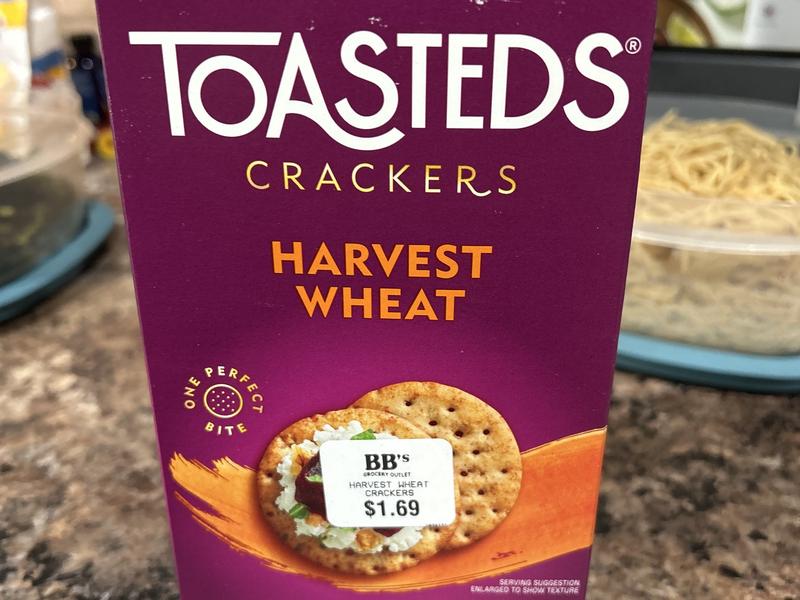 TOASTEDS®
CRACKERS
HARVEST
WHEAT
ONE PERFECT
BITE
BB's
GROCERY OUTLET
HARVEST WHEAT
CRACKERS
$1.69
SERVING SUGGESTION
ENLARGED TO SHOW TEXTURE